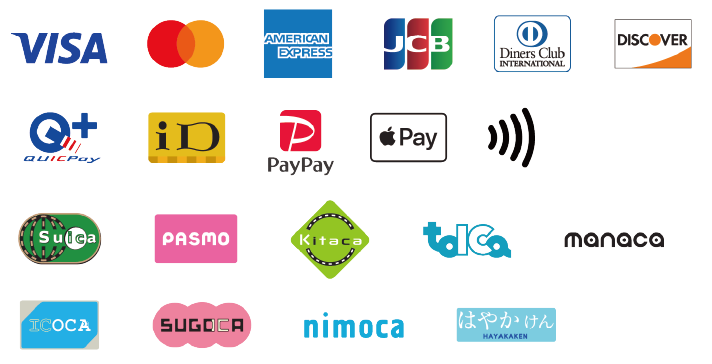 VISA
AMERICAN
EXPRESS
JCB
Diners Club
INTERNATIONAL
DISCOVER
Q+
QUICPay
iD
P
PayPay
Pay
Suica
PASMO
Kitaca
toICa
manaca
ICOCA
SUGOCA
nimoca
はやかけん
HAYAKAKEN